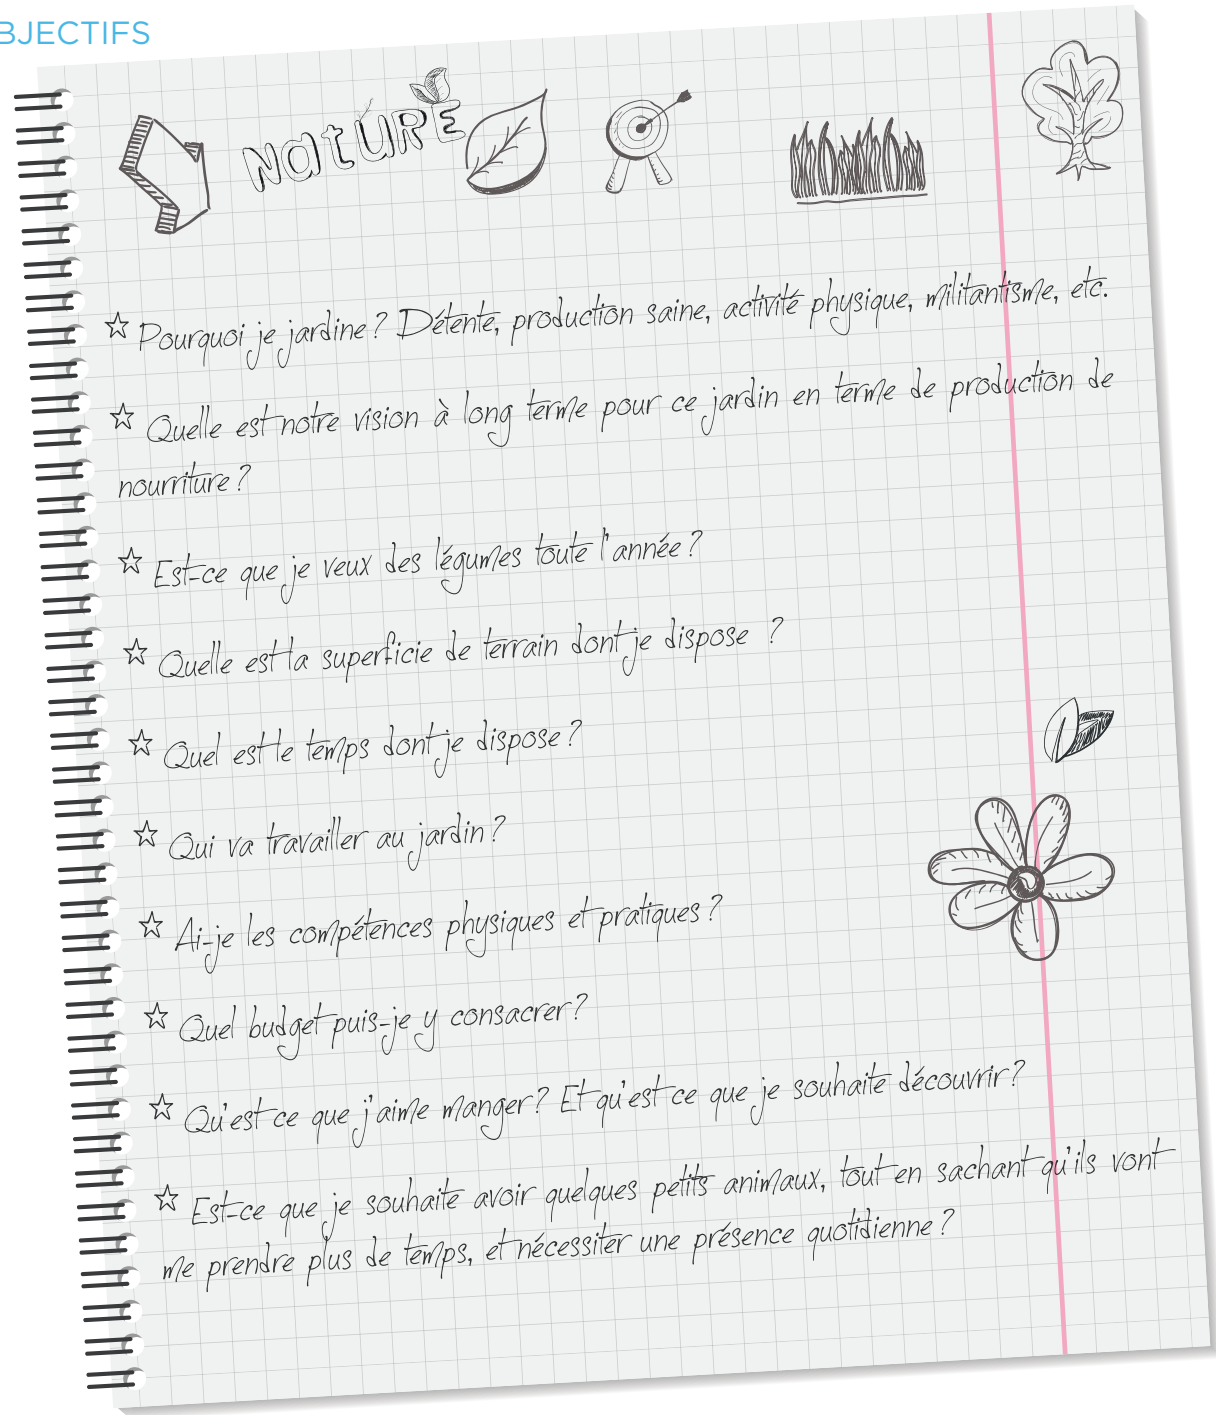 BJECTIFS
NatURE
Pourquoi je jardine ? Détente, production saine, activité physique, militantisme, etc.
Quelle est notre vision à long terme pour ce jardin en terme de production de
nourriture ?
Est-ce que je veux des légumes toute l'année ?
Quelle est la superficie de terrain dont je dispose ?
Quel est le temps dont je dispose ?
Qui va travailler au jardin ?
Ai-je les compétences physiques et pratiques ?
Quel budget puis-je y consacrer ?
Qu'est ce que j'aime manger ? Et qu'est ce que je souhaite découvrir ?
Est-ce que je souhaite avoir quelques petits animaux, tout en sachant qu'ils vont
me prendre plus de temps, et nécessiter une présence quotidienne ?